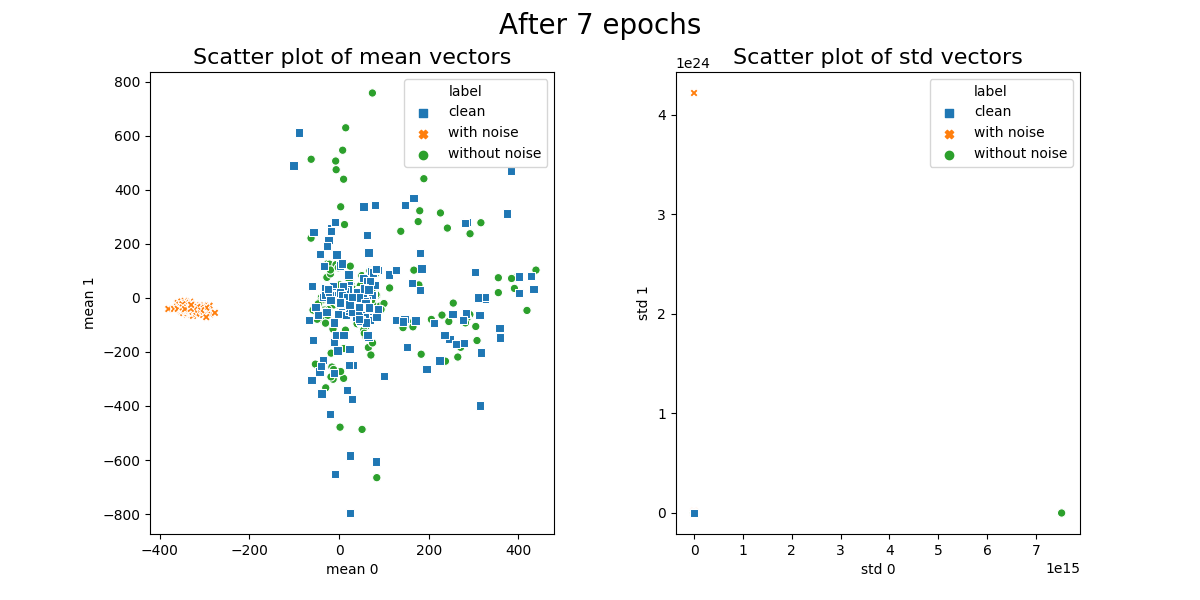 After 7 epochs
Scatter plot of mean vectors
800
600
400
200
0
−200
−400
−600
−800
mean 1
−400
−200
0
200
400
mean 0
label
clean
with noise
without noise
Scatter plot of std vectors
1e24
4
3
2
1
0
std 1
0
1
2
3
4
5
6
7
1e15
std 0
label
clean
with noise
without noise